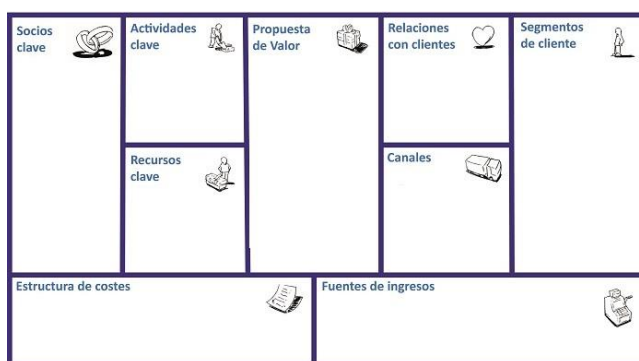 Socios
clave
Actividades
clave
Propuesta
de Valor
Relaciones
con clientes
Segmentos
de cliente
Recursos
clave
Canales
Estructura de costes
Fuentes de ingresos